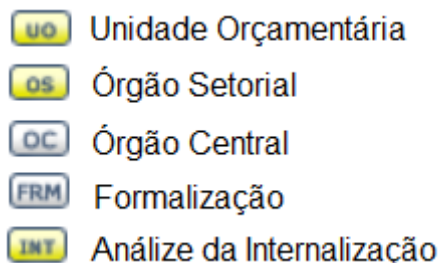 UO Unidade Orçamentária
OS Órgão Setorial
OC Órgão Central
FRM Formalização
INT Análize da Internalização